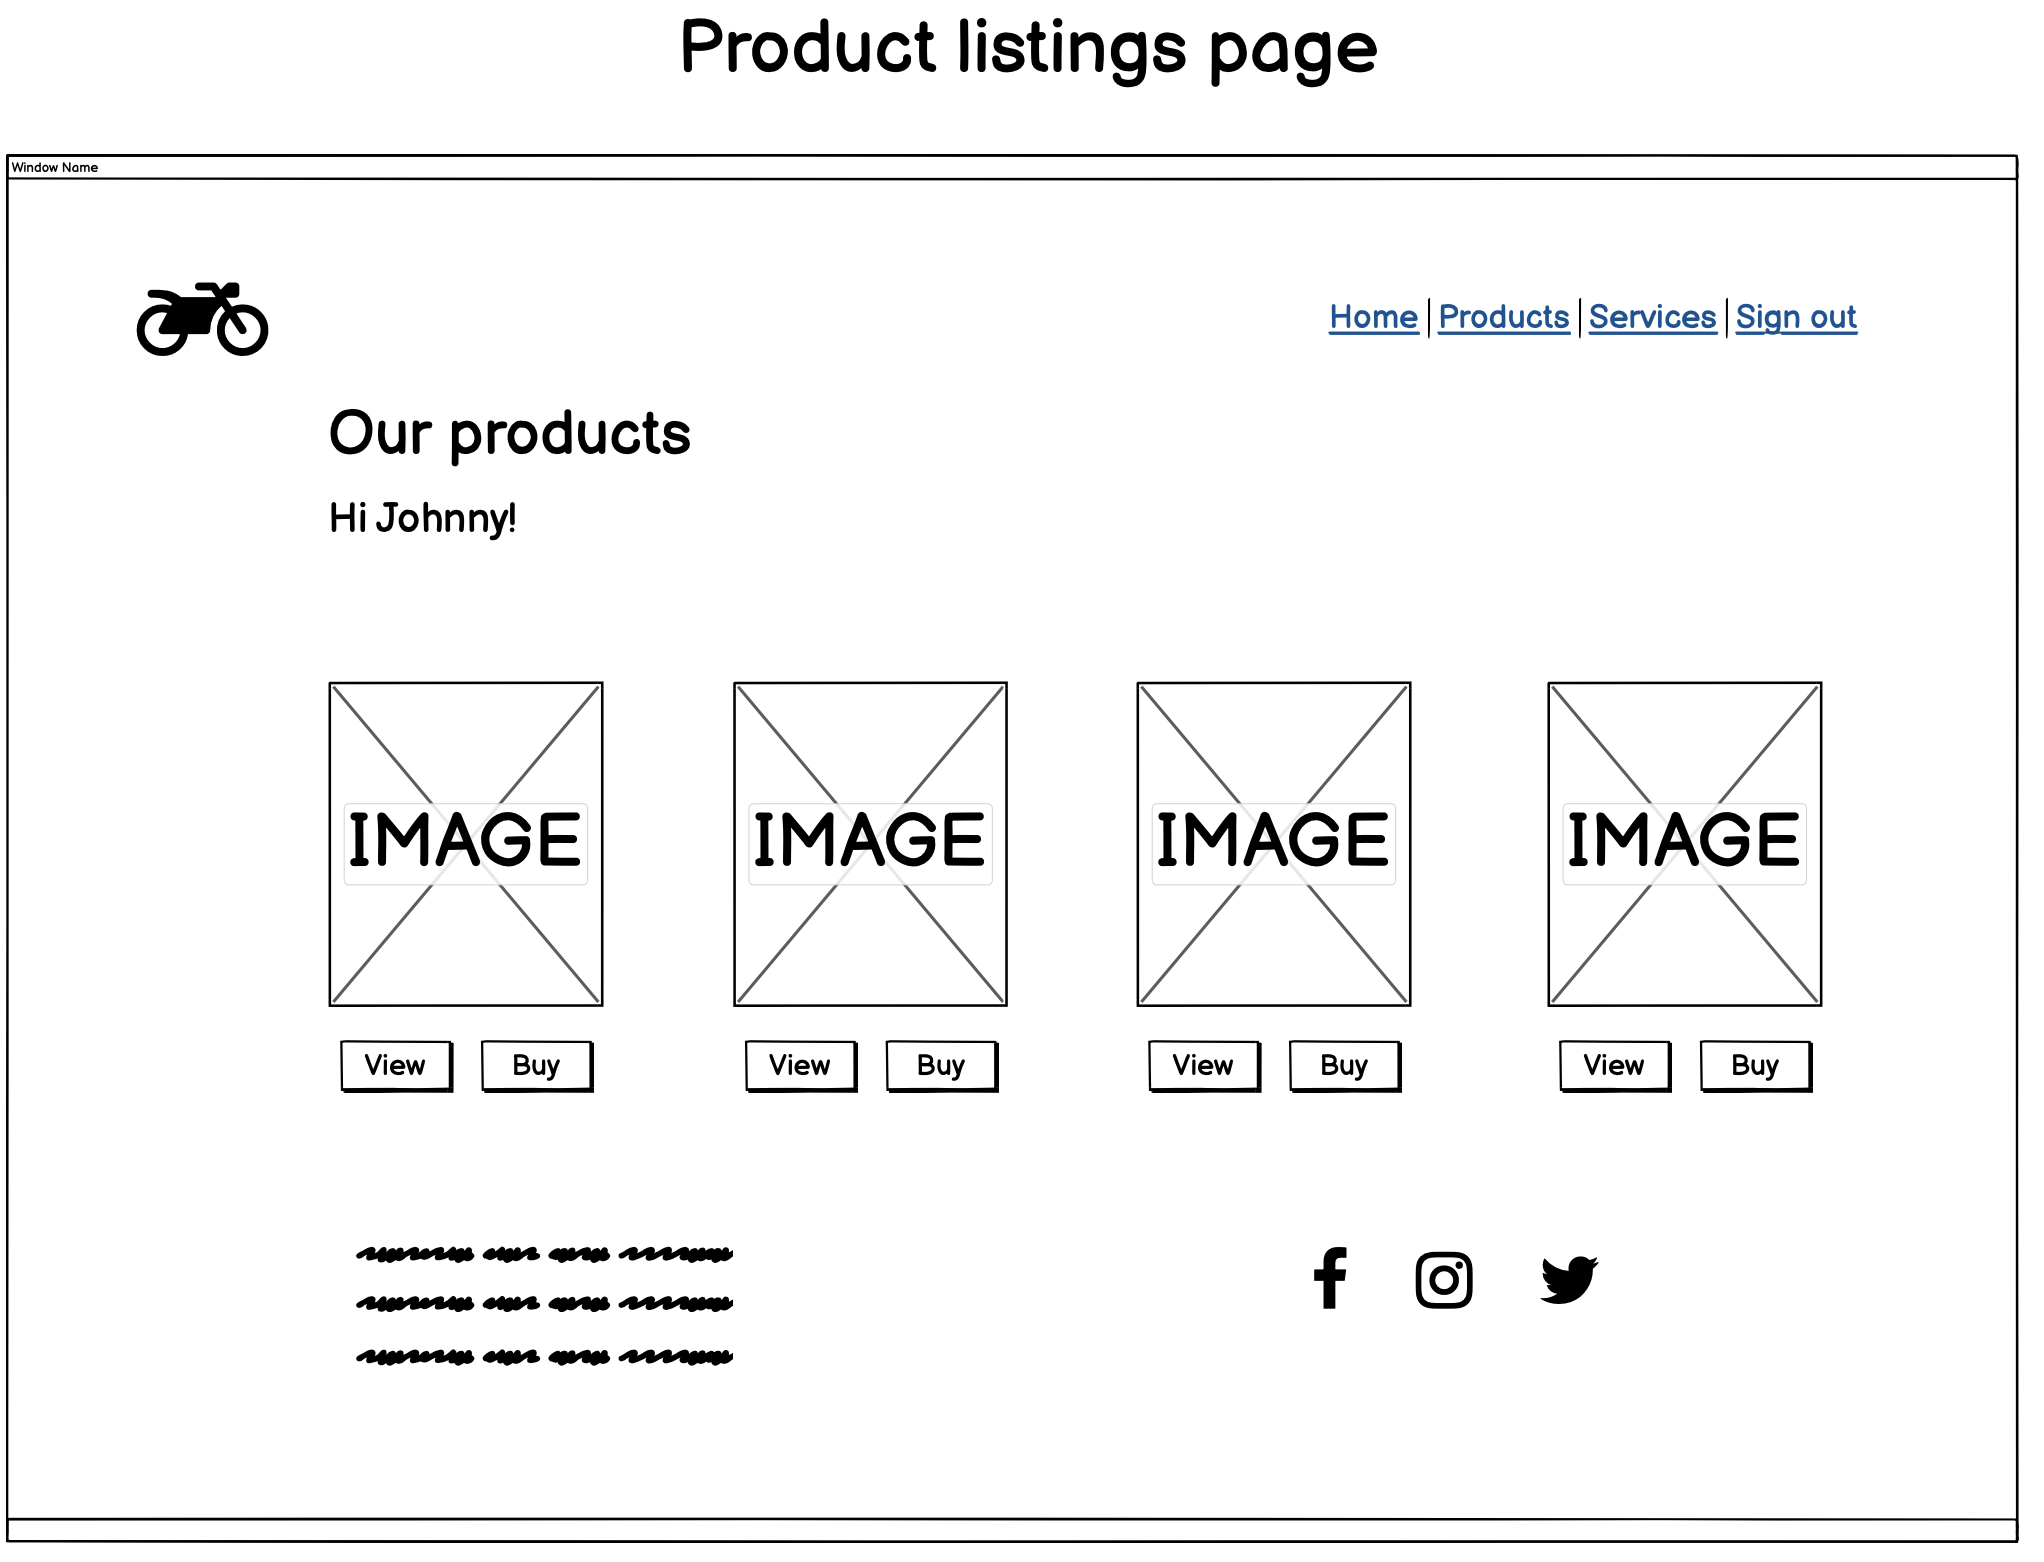 Product listings page
Window Name
Home Products Services Sign out
Our products
Hi Johnny!
IMAGE IMAGE IMAGE IMAGE
View Buy View Buy View Buy View Buy